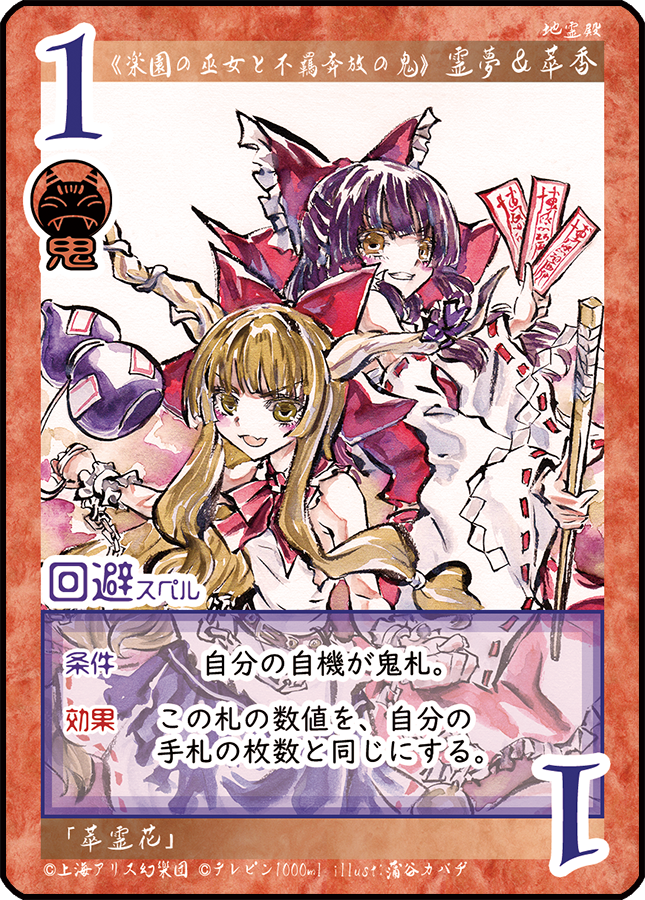 地霊殿
1
《楽園の巫女と不羈奔放の鬼》 霊夢&萃香
鬼
回避スペル
条件 自分の自機が鬼札。
効果 この札の数値を、自分の
手札の枚数と同じにする。
1
「萃霊花」
©上海アリス幻樂団 ©テレピン1000ml illust:蒲谷カバヂ